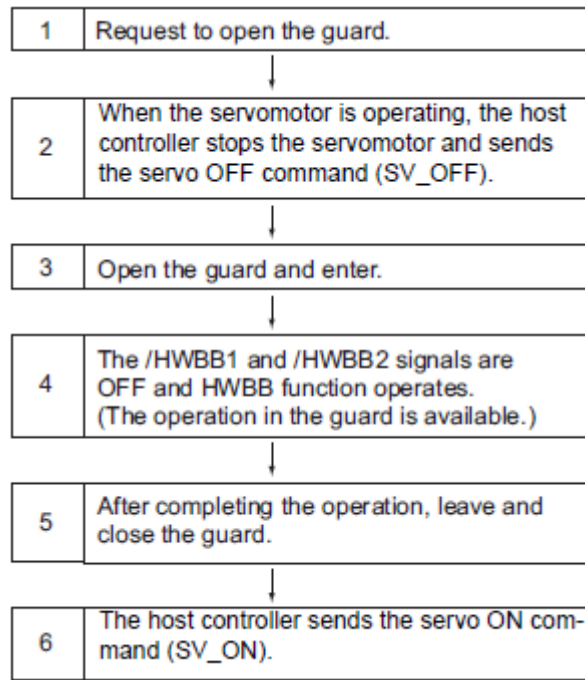 1 Request to open the guard.
When the servomotor is operating, the host
2 controller stops the servomotor and sends
the servo OFF command (SV_OFF).
3 Open the guard and enter.
The /HWBB1 and /HWBB2 signals are
4 OFF and HWBB function operates.
(The operation in the guard is available.)
5 After completing the operation, leave and
close the guard.
6 The host controller sends the servo ON com-
mand (SV_ON).